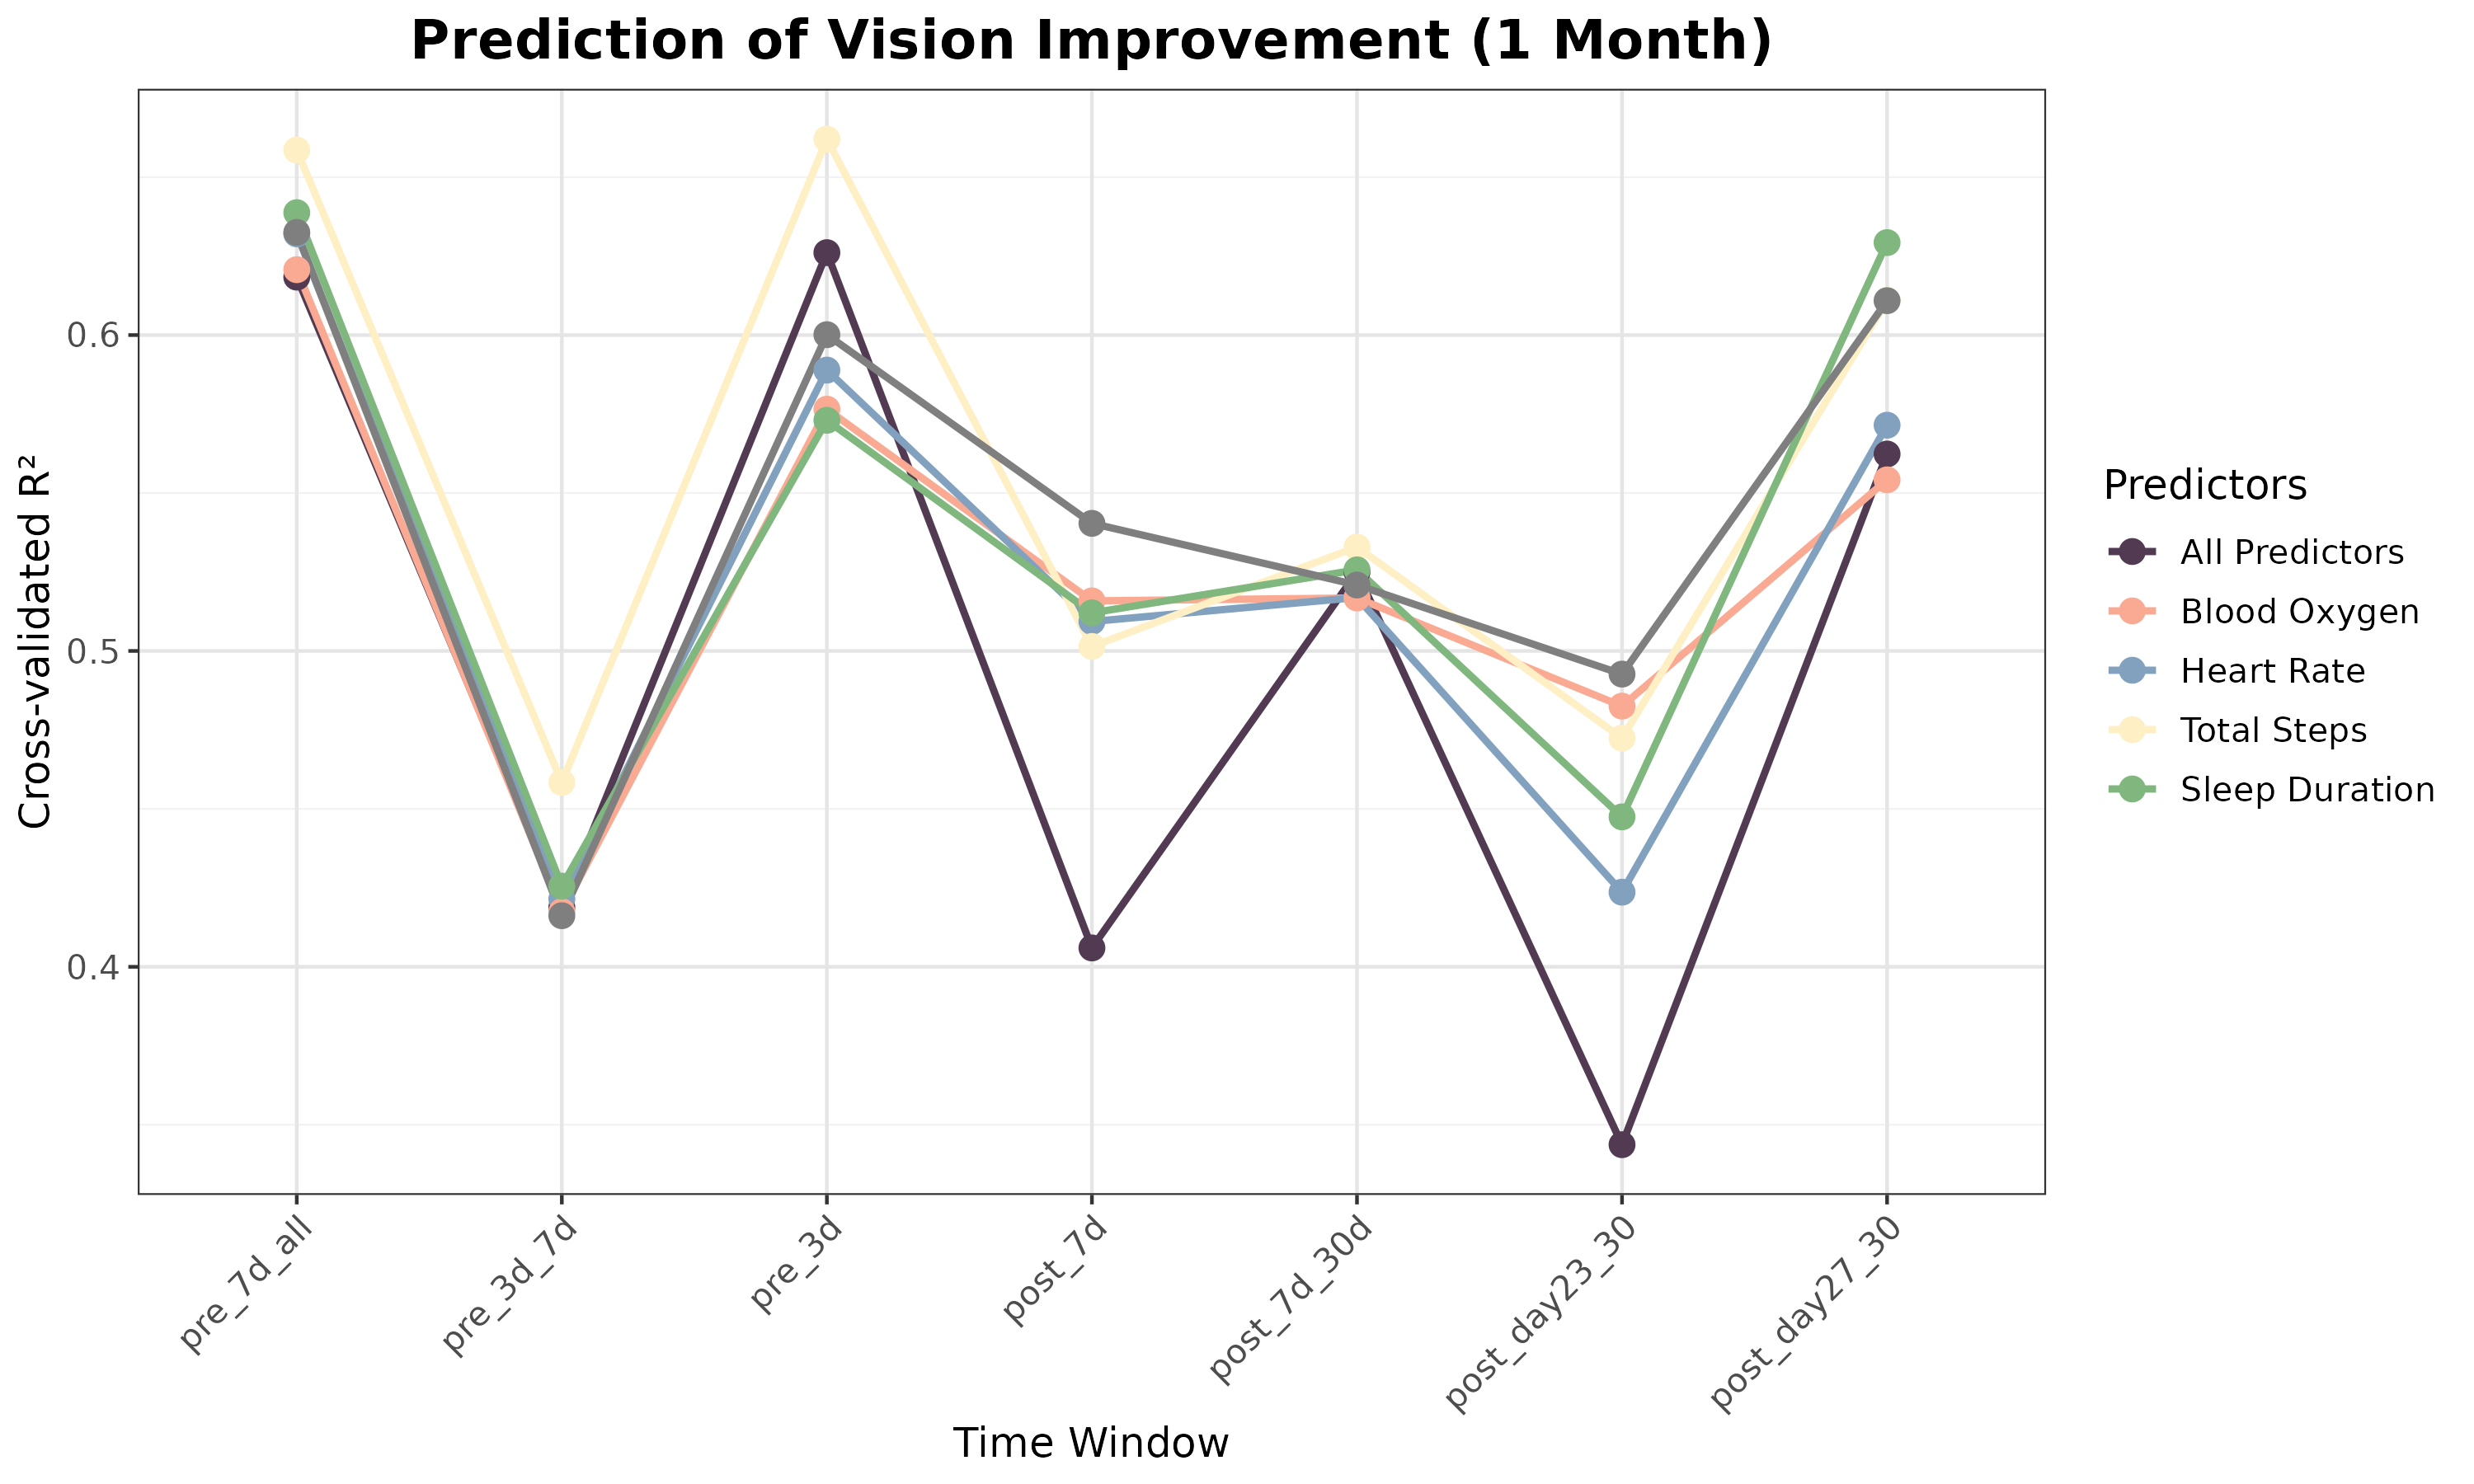 Prediction of Vision Improvement (1 Month)
Cross-validated R²
0.6
0.5
0.4
pre_7d_all
pre_3d_7d
pre_3d
post_7d
post_7d_30d
post_day23_30
post_day27_30
Time Window
Predictors
All Predictors
Blood Oxygen
Heart Rate
Total Steps
Sleep Duration